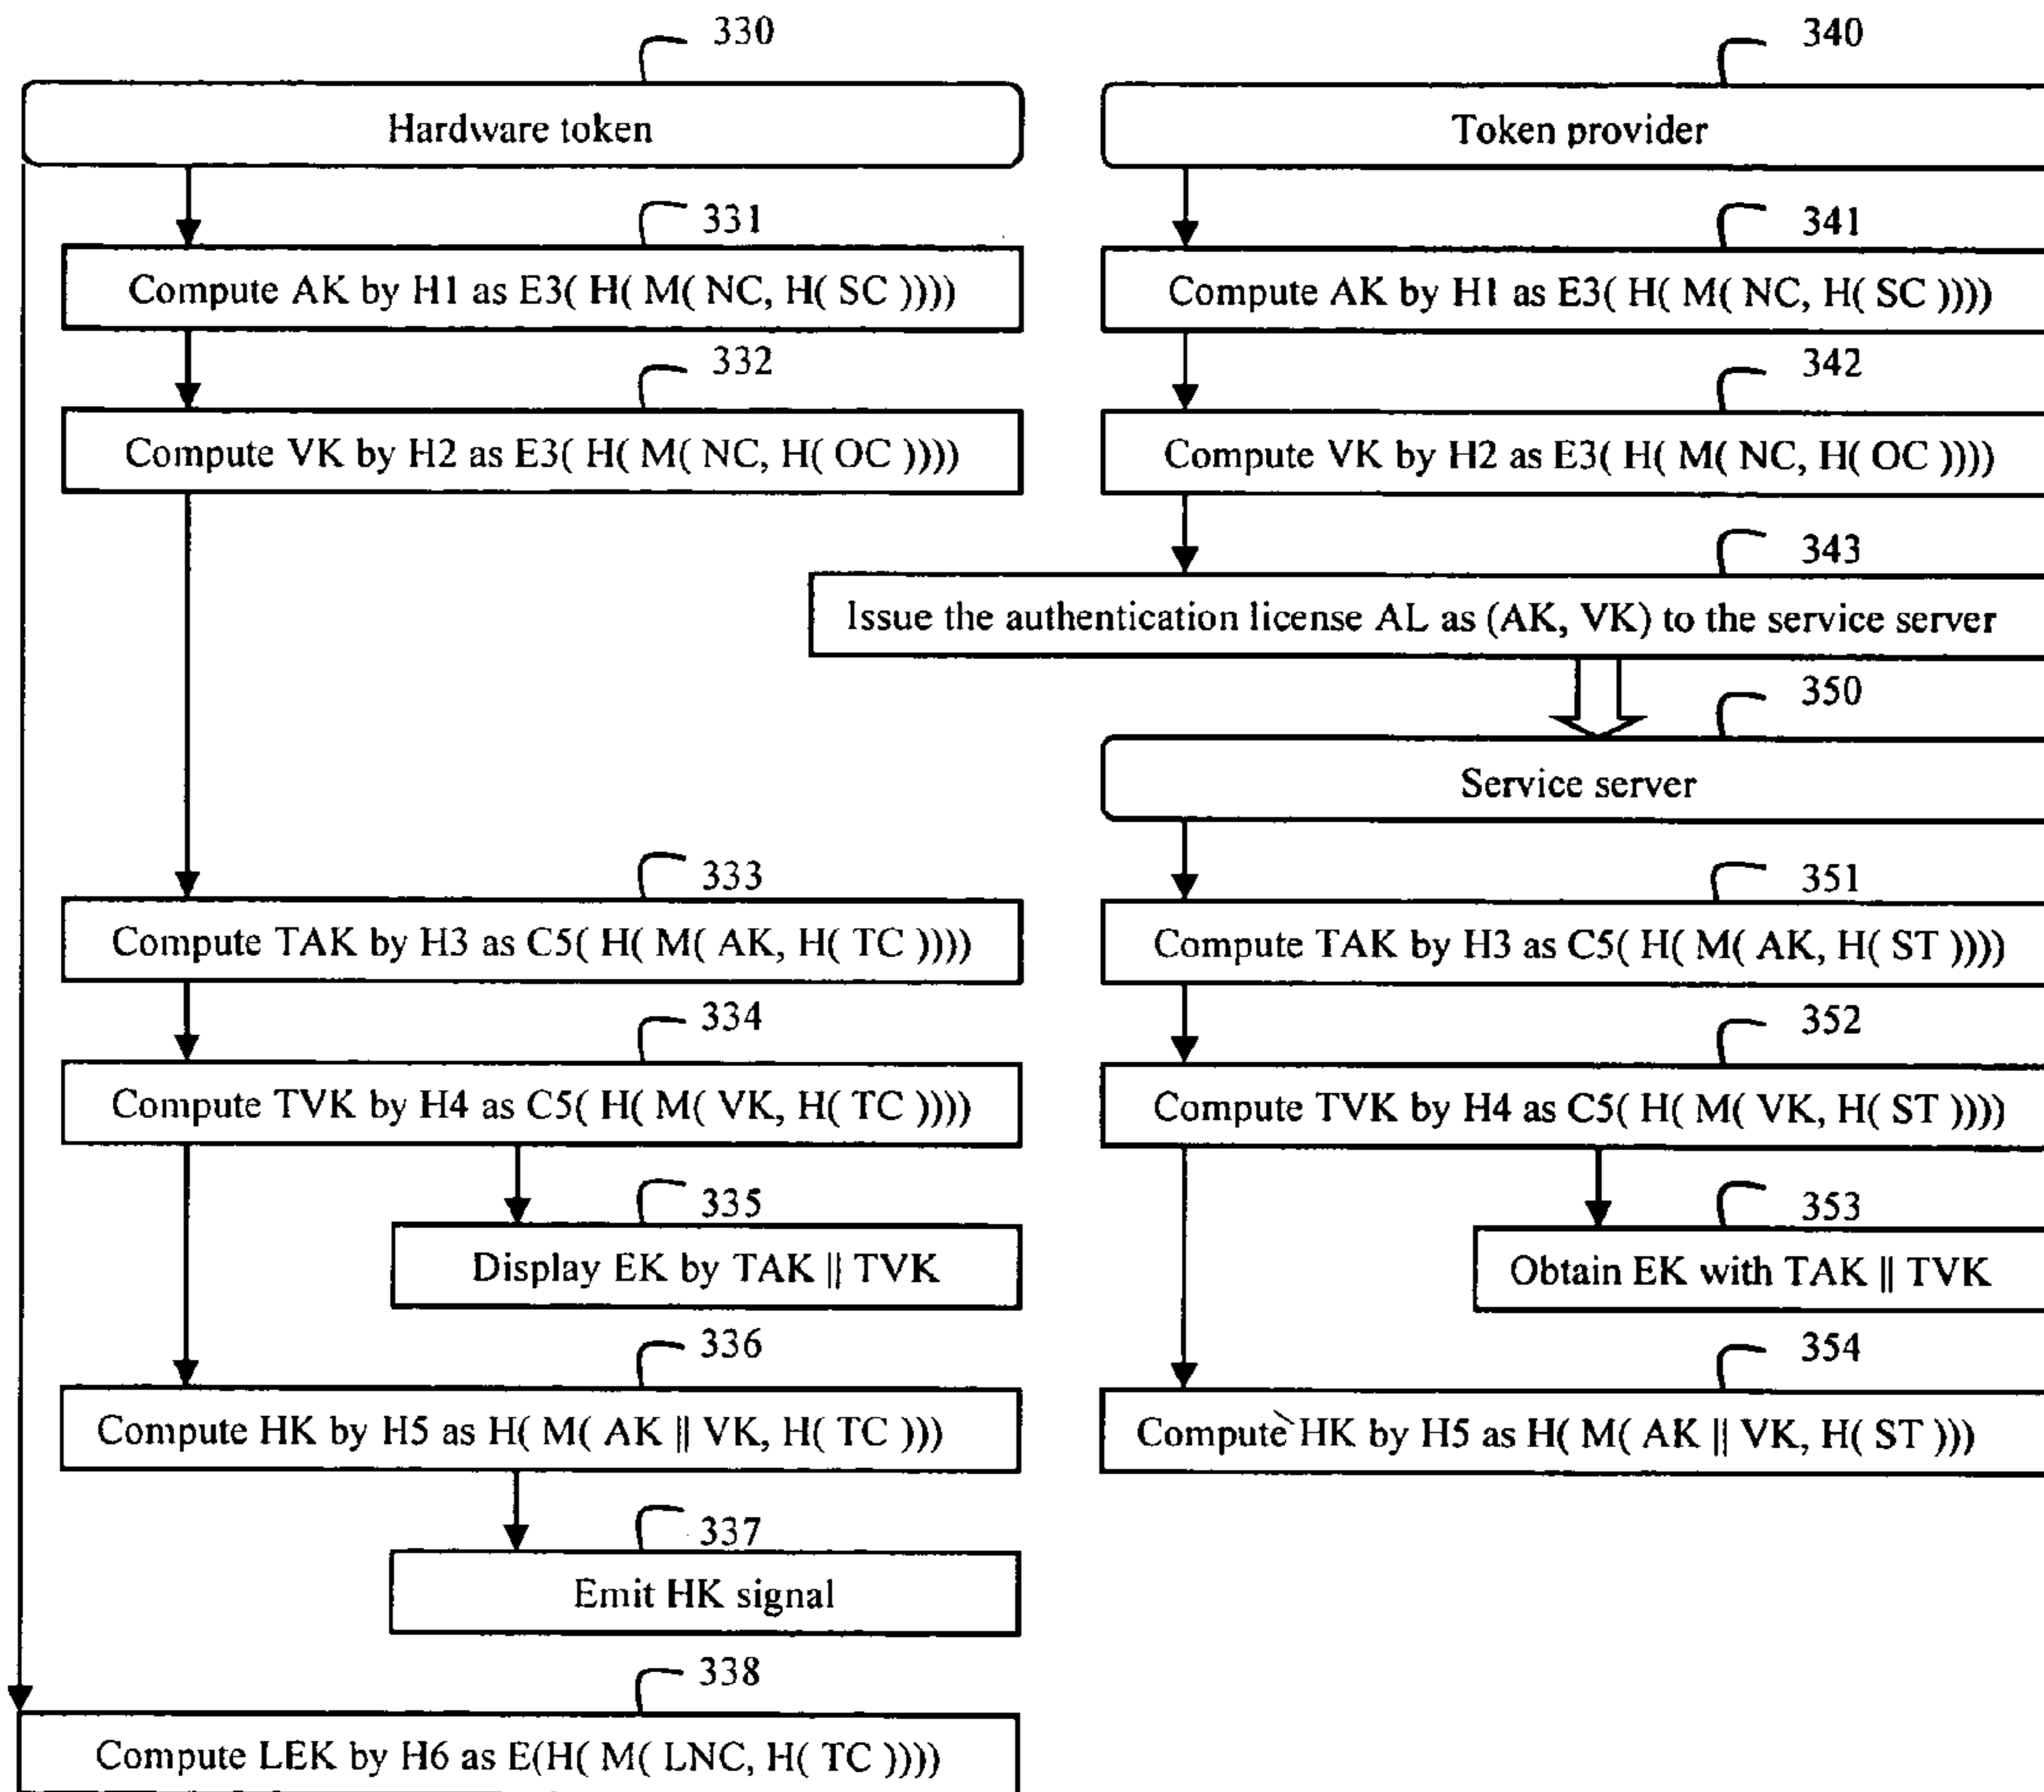 330
Hardware token
331
Compute AK by H1 as E3( H( M( NC, H( SC ))))
332
Compute VK by H2 as E3( H( M( NC, H( OC ))))
333
Compute TAK by H3 as C5( H( M( AK, H( TC ))))
334
Compute TVK by H4 as C5( H( M( VK, H( TC ))))
335
Display EK by TAK || TVK
336
Compute HK by H5 as H( M( AK || VK, H( TC )))
337
Emit HK signal
338
Compute LEK by H6 as E(H( M( LNC, H( TC ))))
340
Token provider
341
Compute AK by H1 as E3( H( M( NC, H( SC ))))
342
Compute VK by H2 as E3( H( M( NC, H( OC ))))
343
Issue the authentication license AL as (AK, VK) to the service server
350
Service server
351
Compute TAK by H3 as C5( H( M( AK, H( ST ))))
352
Compute TVK by H4 as C5( H( M( VK, H( ST ))))
353
Obtain EK with TAK || TVK
354
Compute HK by H5 as H( M( AK || VK, H( ST )))